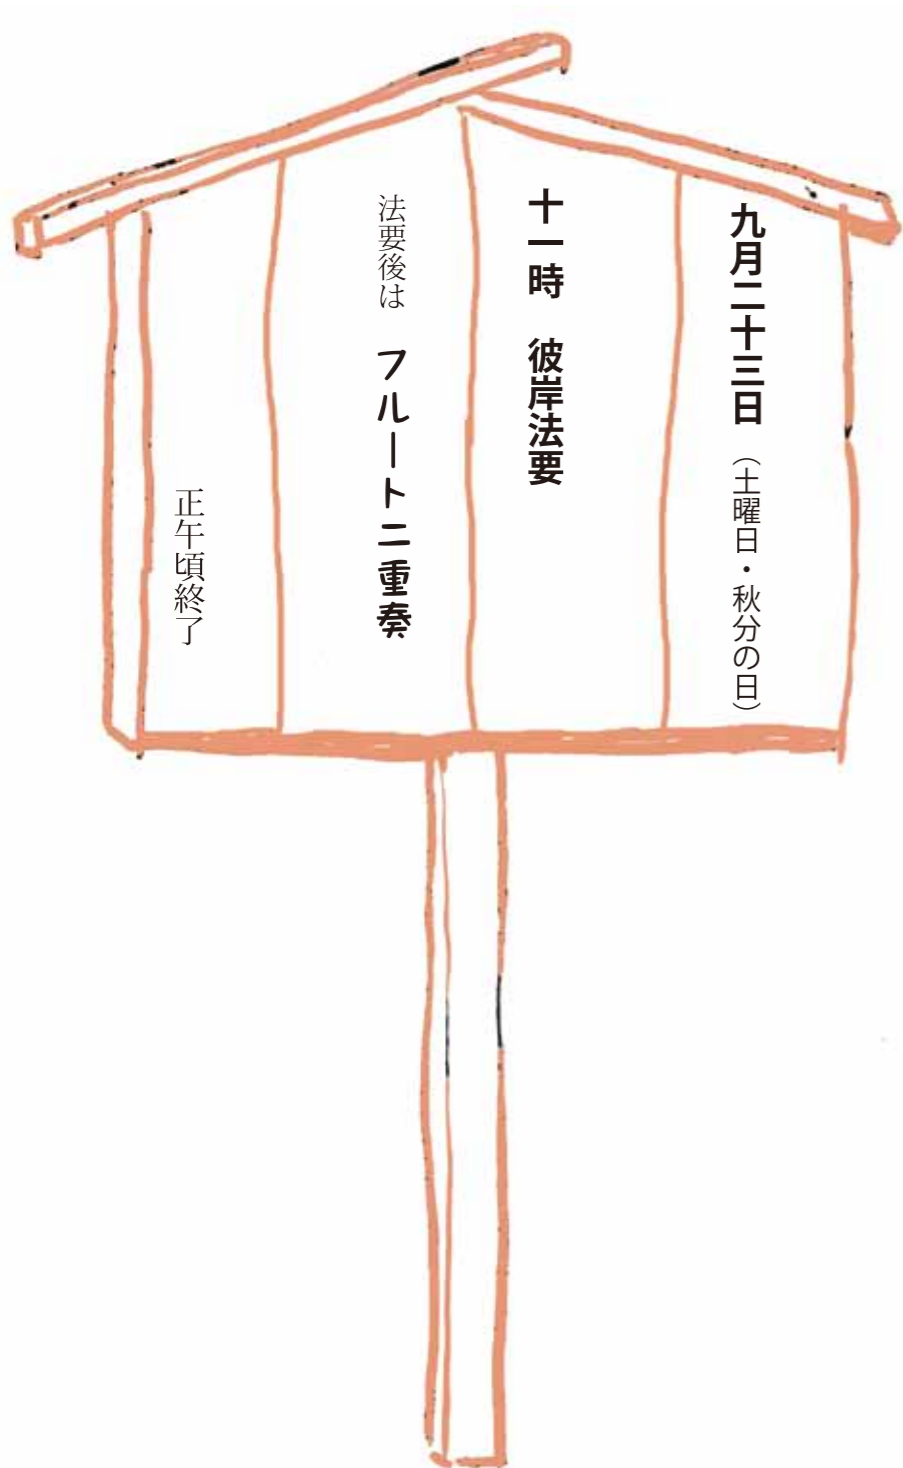 九月二十三日（土曜日・秋分の日）
十一時　彼岸法要
法要後は　フルート二重奏
正午頃終了